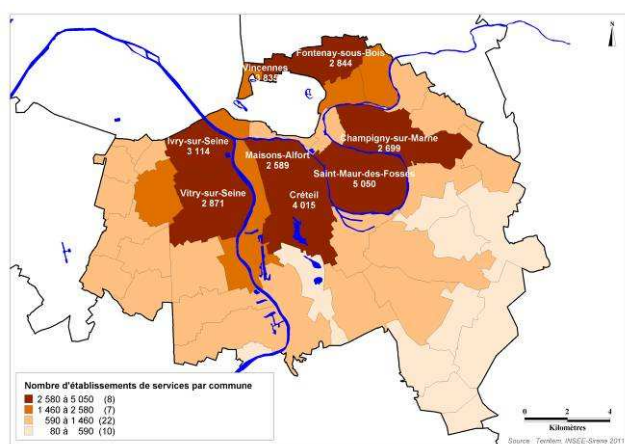 N
Fontenay-sous-Bois
2 844
Vincennes
3 835
Ivry-sur-Seine
3 114
Champigny-sur-Marne
2 699
Maisons-Alfort
2 589
Saint-Maur-des-Fossés
5 050
Vitry-sur-Seine
2 871
Créteil
4 015
Nombre d'établissements de services par commune
2 580 à 5 050 (8)
1 460 à 2 580 (7)
590 à 1 460 (22)
80 à 590 (10)
0 2 4
Kilomètres
Source : Territem, INSEE-Sirene 2011